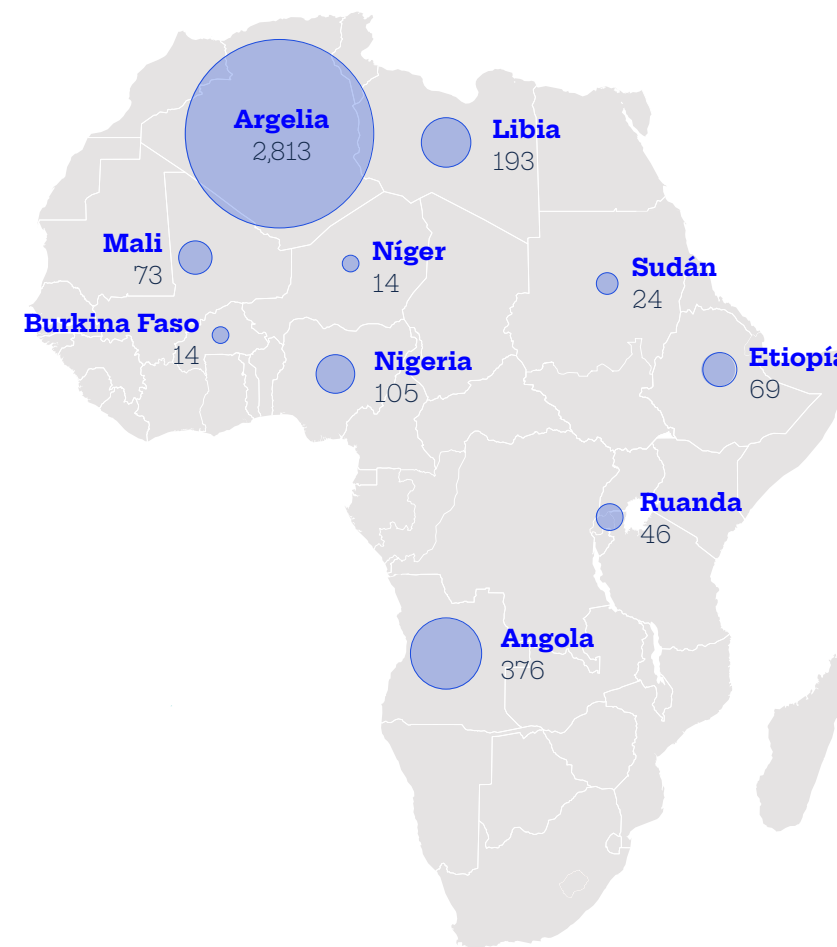 Argelia
2,813
Libia
193
Mali
73
Níger
14
Sudán
24
Burkina Faso
14
Nigeria
105
Etiopía
69
Ruanda
46
Angola
376